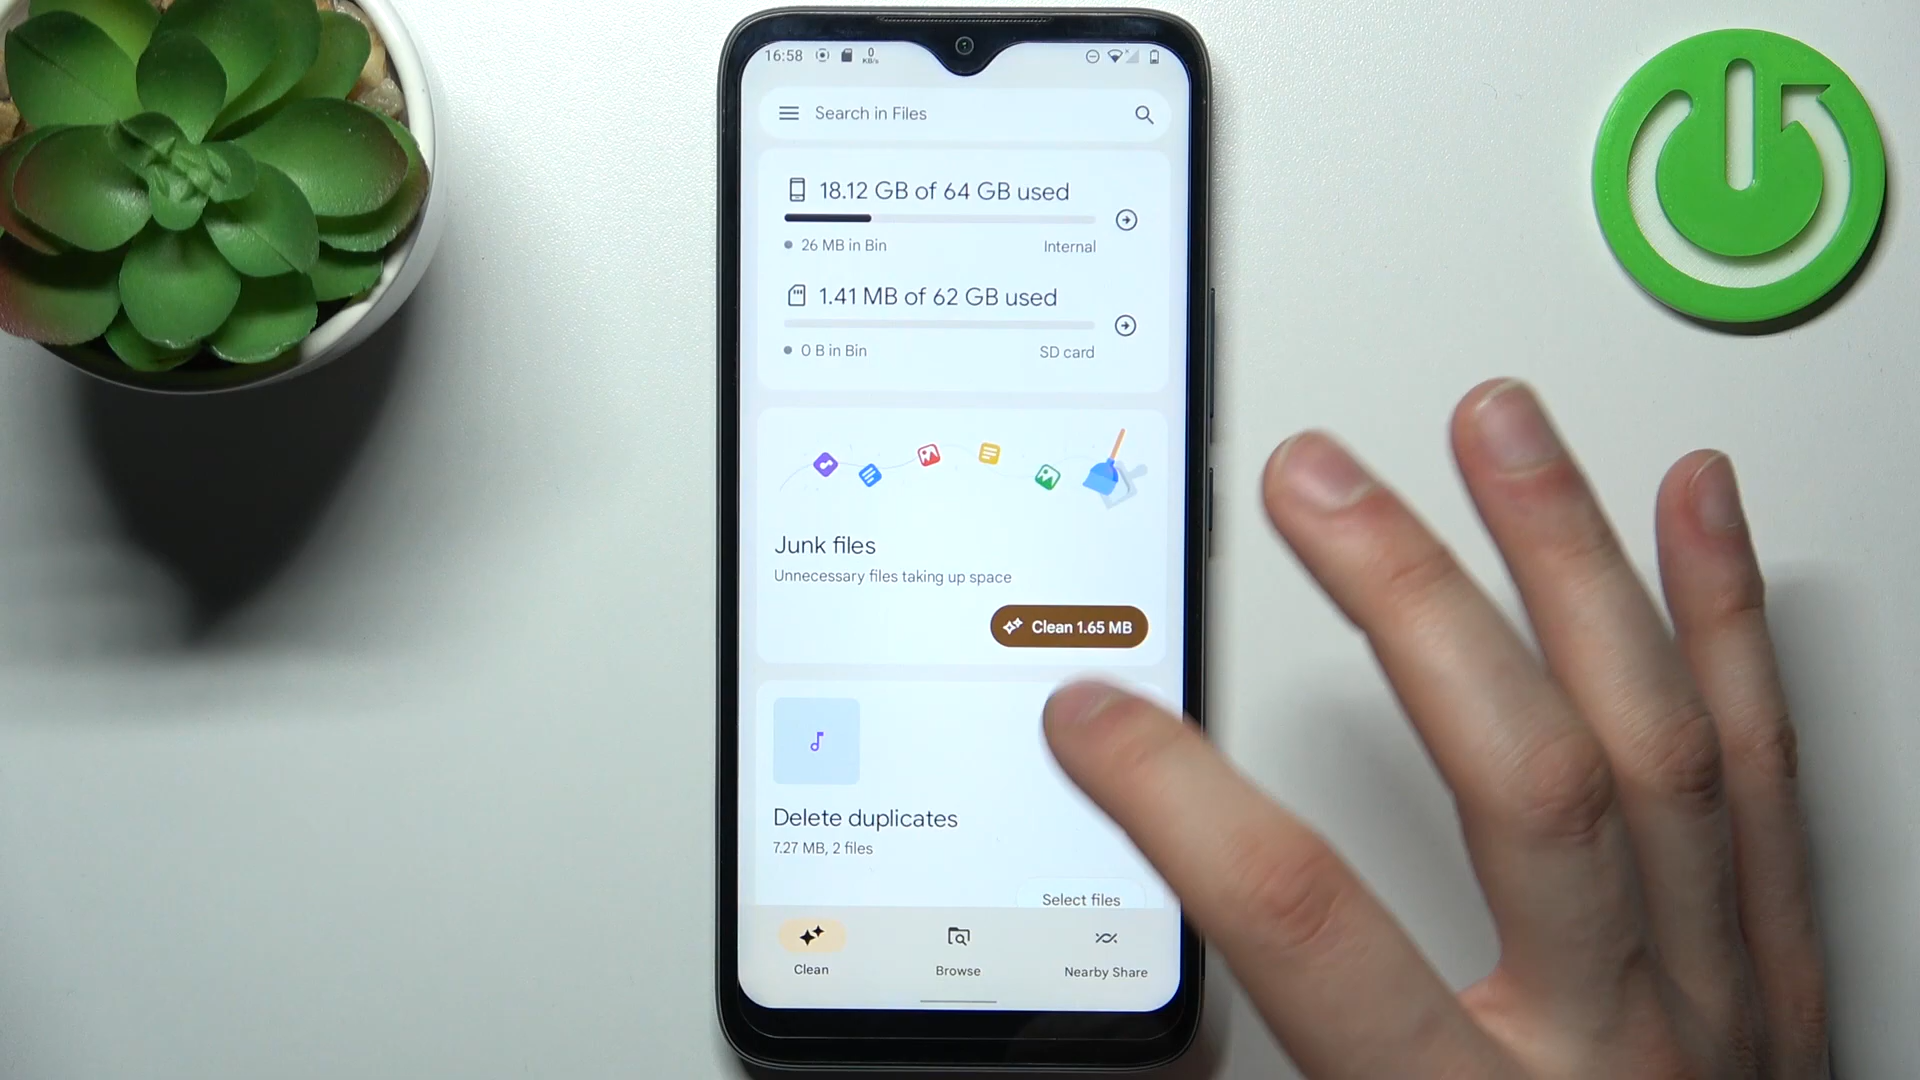 16:58 0 KB/s
Search in Files
18.12 GB of 64 GB used
26 MB in Bin Internal
1.41 MB of 62 GB used
0 B in Bin SD card
Junk files
Unnecessary files taking up space
Clean 1.65 MB
Delete duplicates
7.27 MB, 2 files
Select files
Clean Browse Nearby Share